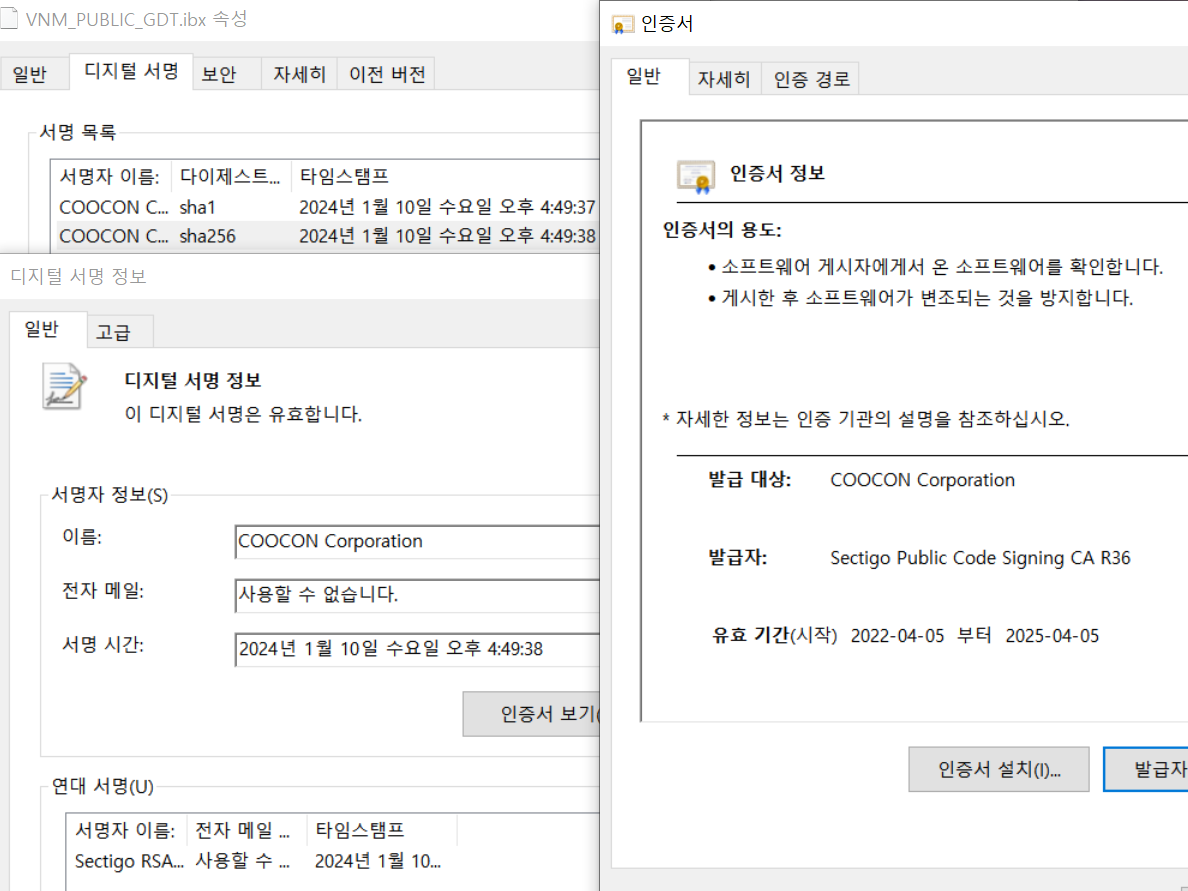 VNM_PUBLIC_GDT.ibx 속성
일반 디지털 서명 보안 자세히 이전 버전
서명 목록
서명자 이름: 다이제스트... 타임스탬프
COOCON C... sha1 2024년 1월 10일 수요일 오후 4:49:37
COOCON C... sha256 2024년 1월 10일 수요일 오후 4:49:38
디지털 서명 정보
일반 고급
디지털 서명 정보
이 디지털 서명은 유효합니다.
서명자 정보(S)
이름: COOCON Corporation
전자 메일: 사용할 수 없습니다.
서명 시간: 2024년 1월 10일 수요일 오후 4:49:38
인증서 보기(
연대 서명(U)
서명자 이름: 전자 메일 ... 타임스탬프
Sectigo RSA... 사용할 수 ... 2024년 1월 10...
인증서
일반 자세히 인증 경로
인증서 정보
인증서의 용도:
• 소프트웨어 게시자에게서 온 소프트웨어를 확인합니다.
• 게시한 후 소프트웨어가 변조되는 것을 방지합니다.
* 자세한 정보는 인증 기관의 설명을 참조하십시오.
발급 대상: COOCON Corporation
발급자: Sectigo Public Code Signing CA R36
유효 기간(시작) 2022-04-05 부터 2025-04-05
인증서 설치(I)... 발급자